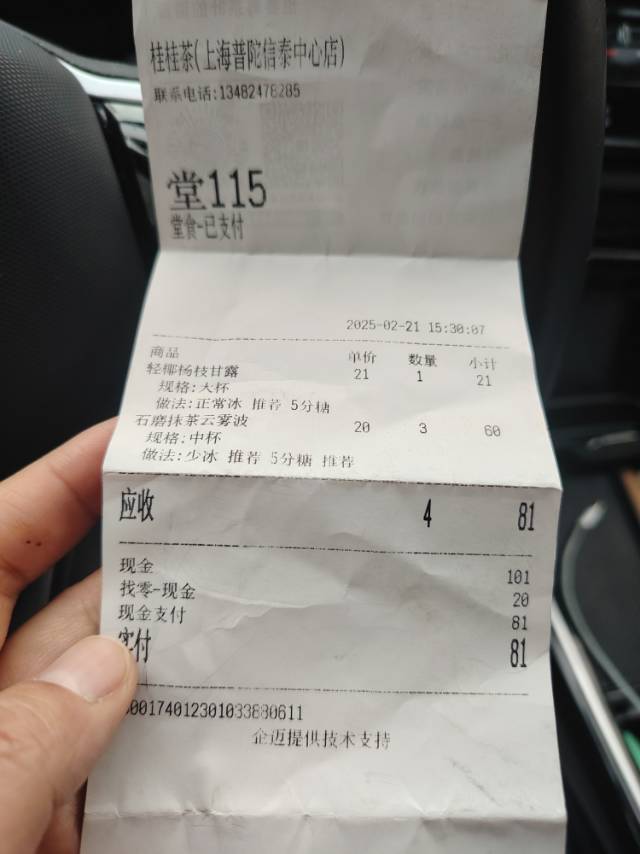 桂桂茶(上海普陀信泰中心店)
联系电话:13482478285
堂115
堂食-已支付
2025-02-21 15:30:07
商品 单价 数量 小计
轻椰杨枝甘露 21 1 21
规格:大杯
做法:正常冰 推荐 5分糖
石磨抹茶云雾波 20 3 60
规格:中杯
做法:少冰 推荐 5分糖 推荐
应收 4 81
现金 101
找零-现金 20
现金支付 81
实付 81
00174012301033880611
企迈提供技术支持